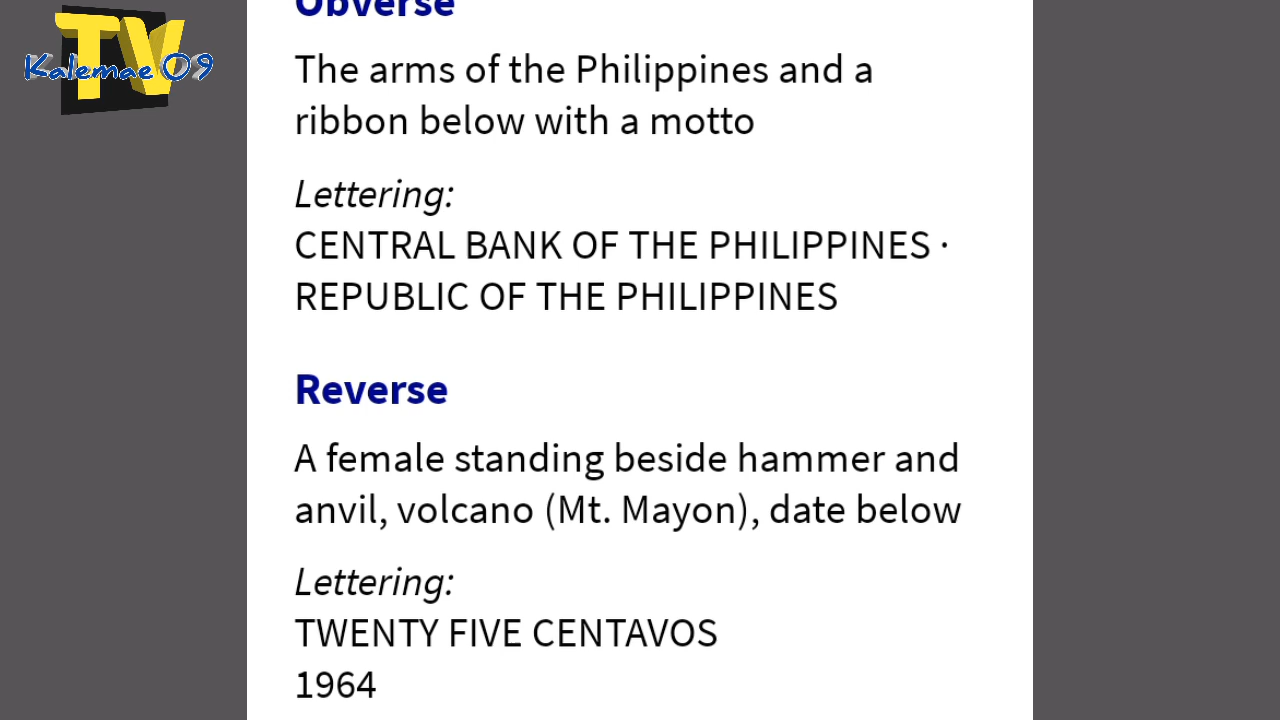 TV
Kalemae 09
Obverse
The arms of the Philippines and a
ribbon below with a motto
Lettering:
CENTRAL BANK OF THE PHILIPPINES ·
REPUBLIC OF THE PHILIPPINES
Reverse
A female standing beside hammer and
anvil, volcano (Mt. Mayon), date below
Lettering:
TWENTY FIVE CENTAVOS
1964